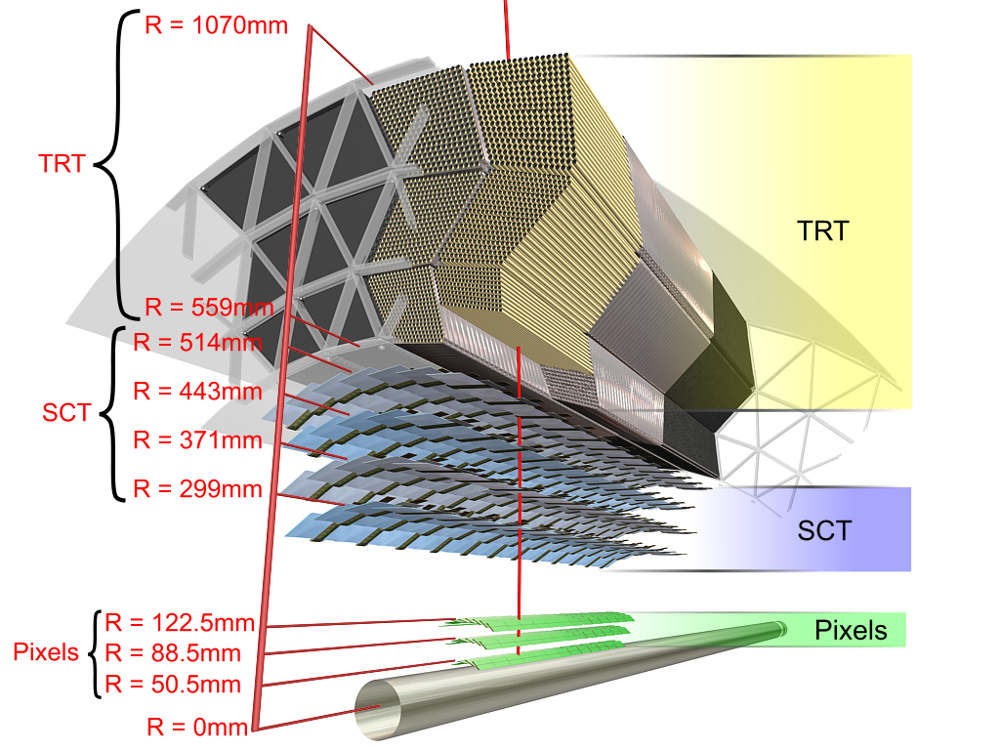 R = 1070mm
TRT
TRT
R = 559mm
R = 514mm
R = 443mm
SCT
R = 371mm
R = 299mm
SCT
R = 122.5mm
Pixels
R = 88.5mm
Pixels
R = 50.5mm
R = 0mm